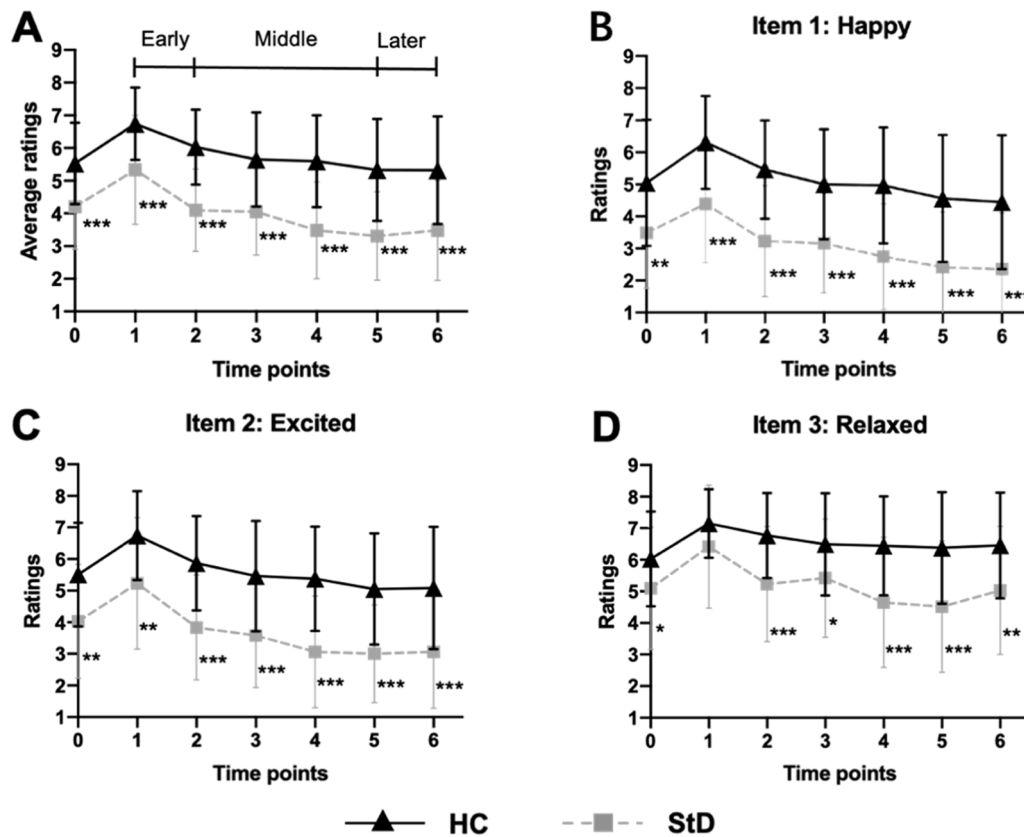 A
Early Middle Later
9
8
7
6
5
4
3
2
1
Average ratings
*** *** *** *** *** *** ***
0 1 2 3 4 5 6
Time points
B
Item 1: Happy
9
8
7
6
5
4
3
2
1
Ratings
** *** *** *** *** *** **
0 1 2 3 4 5 6
Time points
C
Item 2: Excited
9
8
7
6
5
4
3
2
1
Ratings
** ** *** *** *** *** ***
0 1 2 3 4 5 6
Time points
D
Item 3: Relaxed
9
8
7
6
5
4
3
2
1
Ratings
* *** * *** *** **
0 1 2 3 4 5 6
Time points
HC StD